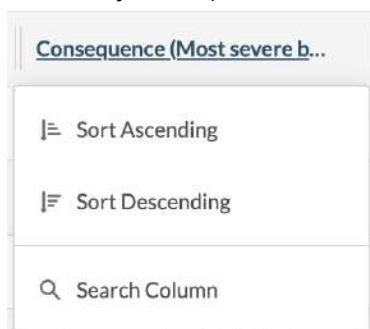 Consequence (Most severe b...
Sort Ascending
Sort Descending
Search Column